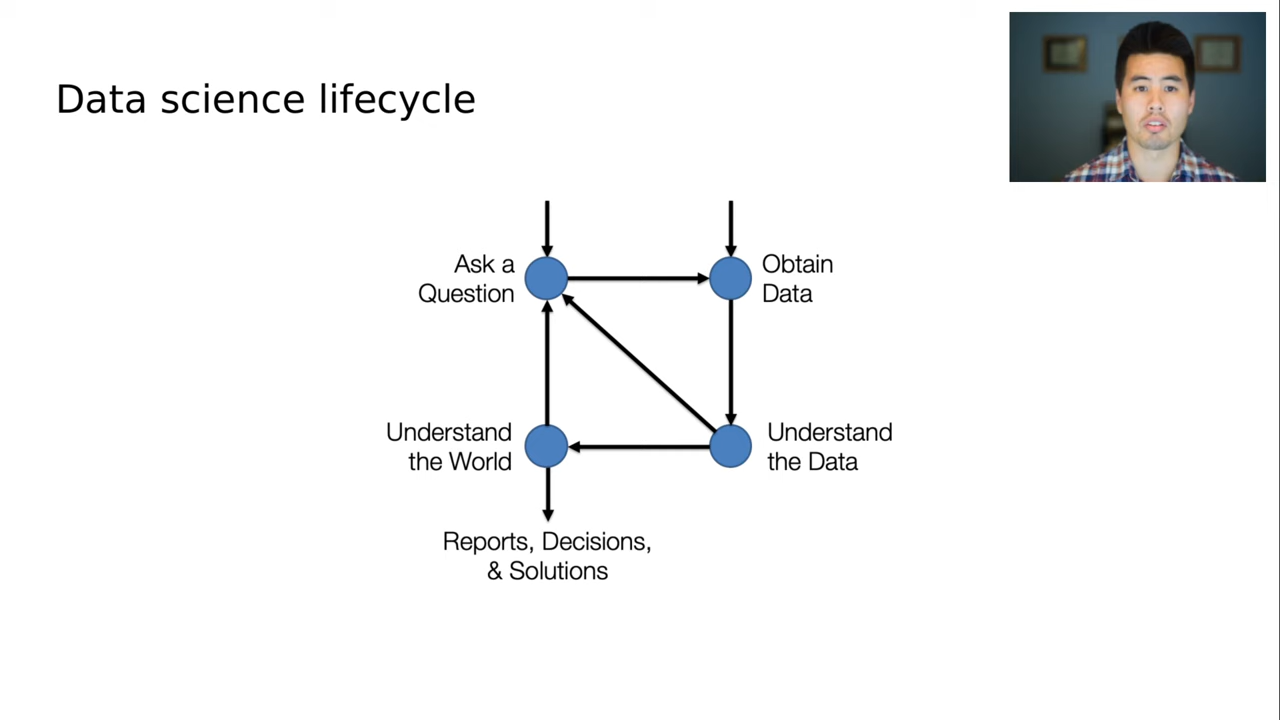 Data science lifecycle
Ask a
Question
Obtain
Data
Understand
the World
Understand
the Data
Reports, Decisions,
& Solutions